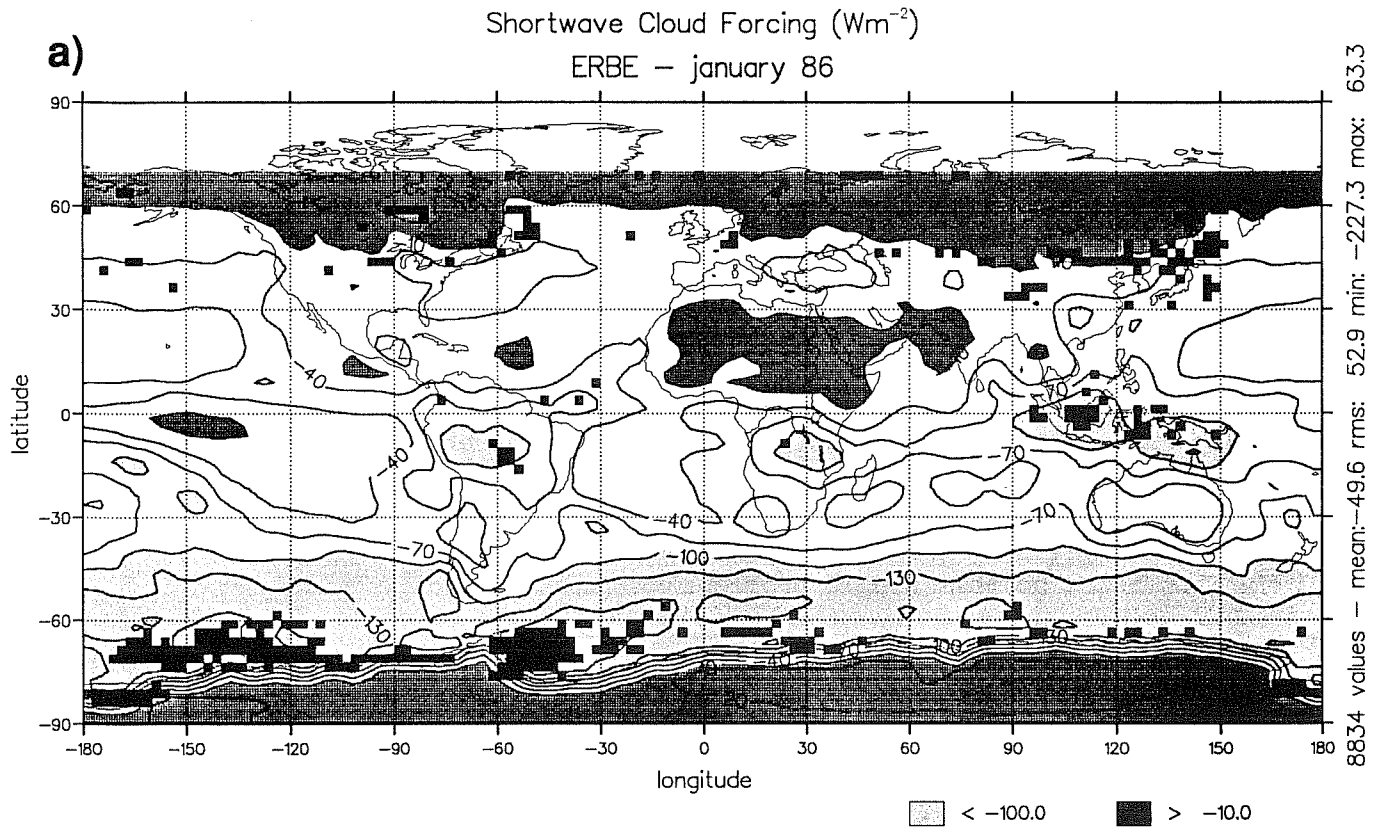 Shortwave Cloud Forcing (Wm⁻²)
a)
ERBE – january 86
90
60
30
0
−30
−60
−90
latitude
−40
−40
−40
−70
−70
−70
−70
−100
−130
−130
−180 −150 −120 −90 −60 −30 0 30 60 90 120 150 180
longitude
< −100.0 > −10.0
8834 values – mean:−49.6 rms: 52.9 min: −227.3 max: 63.3